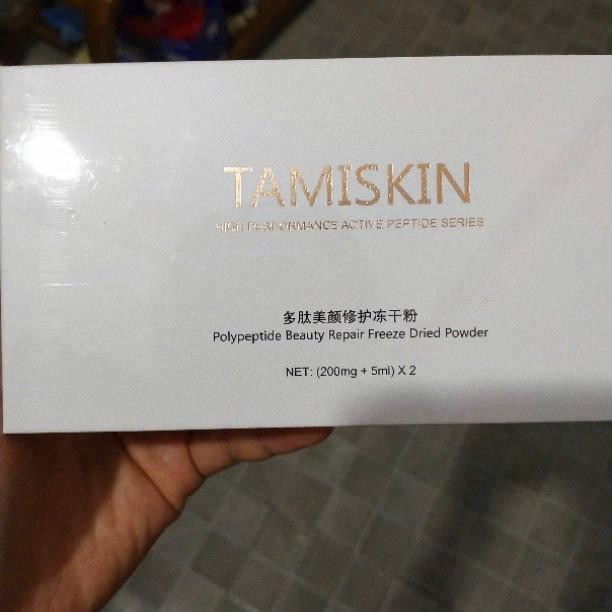 TAMISKIN
HIGH PERFORMANCE ACTIVE PEPTIDE SERIES
多肽美颜修护冻干粉
Polypeptide Beauty Repair Freeze Dried Powder
NET: (200mg + 5ml) X 2